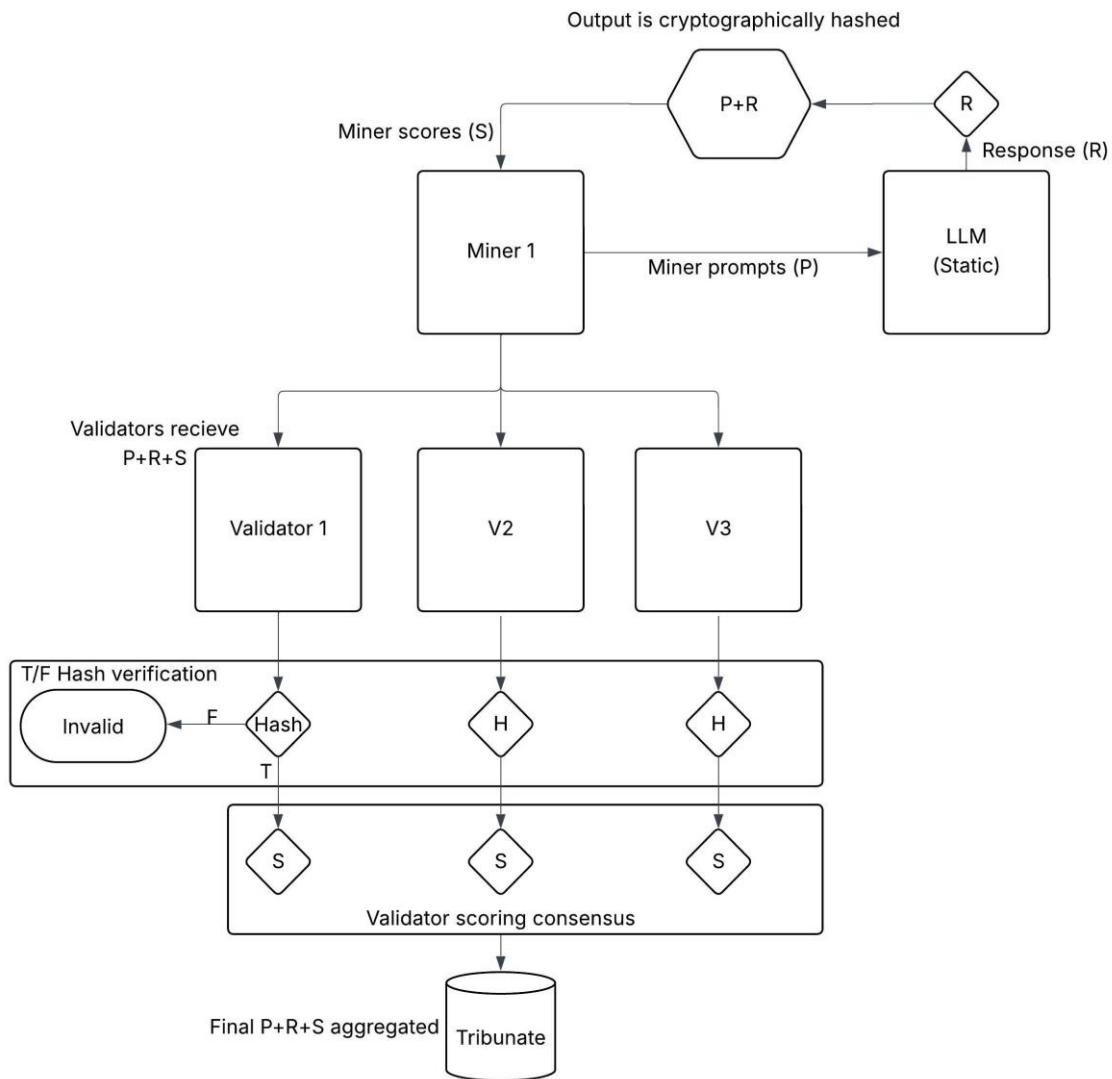 Output is cryptographically hashed
P+R
R
Miner scores (S)
Response (R)
Miner 1
LLM
(Static)
Miner prompts (P)
Validators recieve
P+R+S
Validator 1
V2
V3
T/F Hash verification
Invalid
F
Hash
H
H
T
S
S
S
Validator scoring consensus
Final P+R+S aggregated
Tribunate